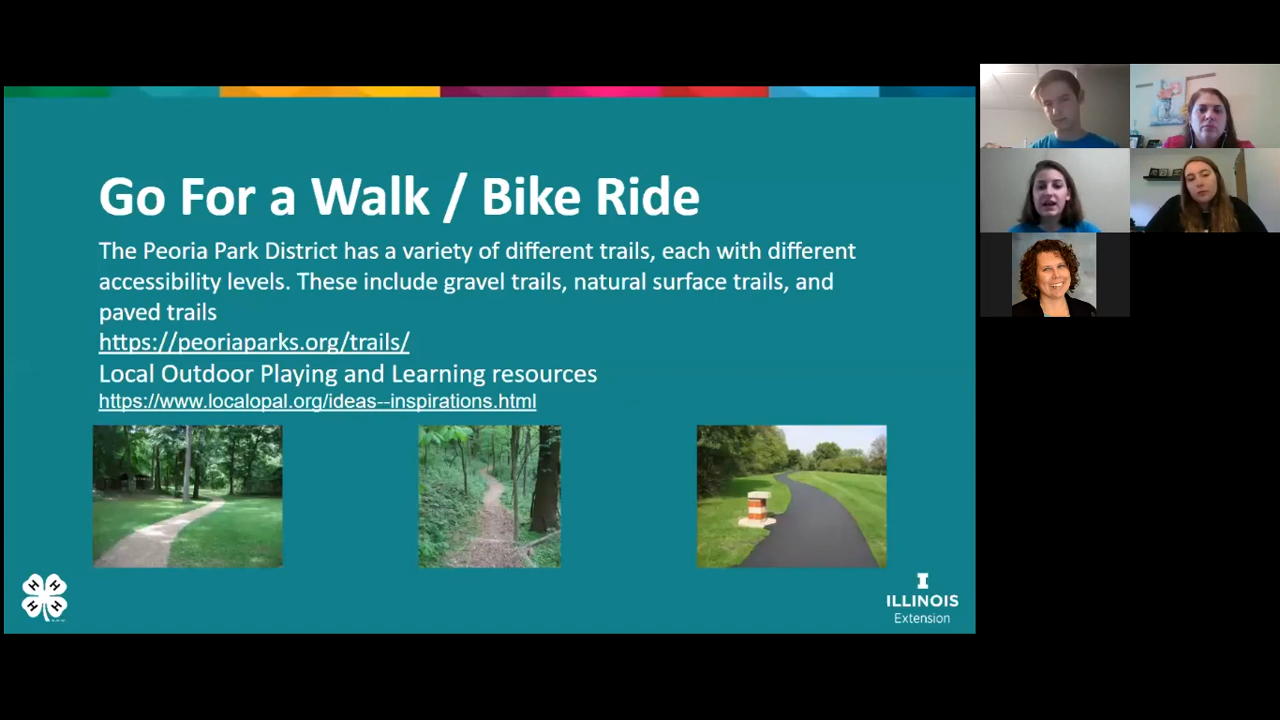 Go For a Walk / Bike Ride
The Peoria Park District has a variety of different trails, each with different
accessibility levels. These include gravel trails, natural surface trails, and
paved trails
https://peoriaparks.org/trails/
Local Outdoor Playing and Learning resources
https://www.localopal.org/ideas--inspirations.html
H H
H H
I
ILLINOIS
Extension